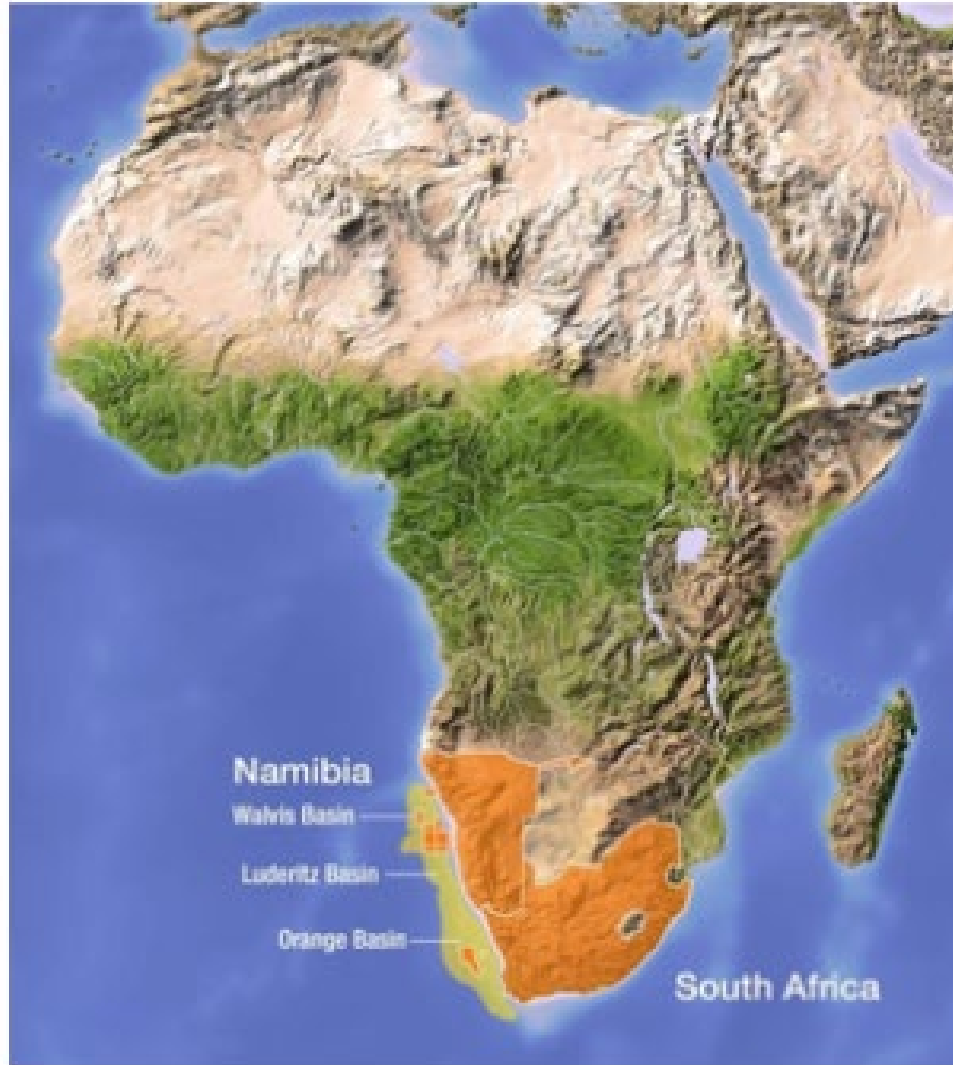 Namibia
Walvis Basin
Luderitz Basin
Orange Basin
South Africa